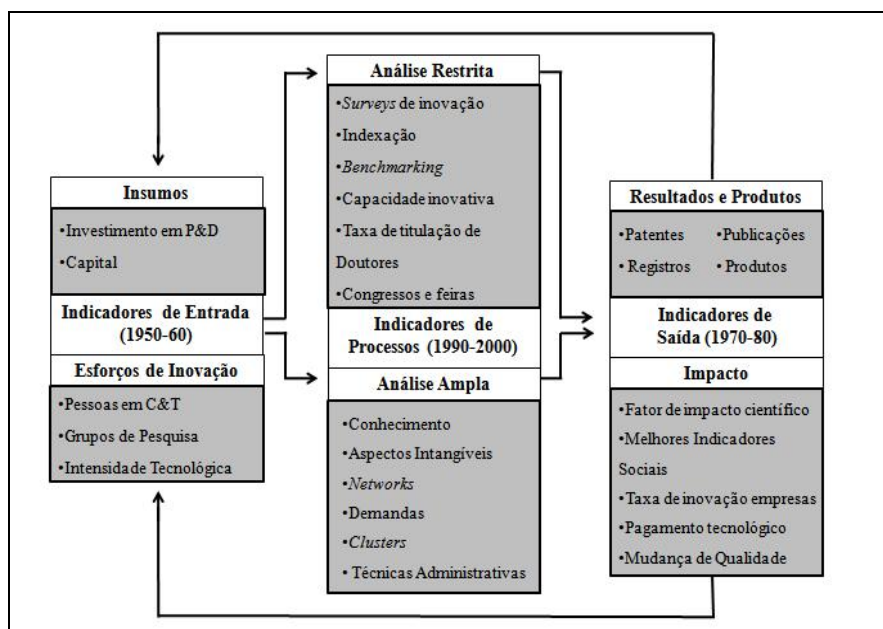 Insumos
•Investimento em P&D
•Capital
Indicadores de Entrada
(1950-60)
Esforços de Inovação
•Pessoas em C&T
•Grupos de Pesquisa
•Intensidade Tecnológica
Análise Restrita
•Surveys de inovação
•Indexação
•Benchmarking
•Capacidade inovativa
•Taxa de titulação de
Doutores
•Congressos e feiras
Indicadores de
Processos (1990-2000)
Análise Ampla
•Conhecimento
•Aspectos Intangíveis
•Networks
•Demandas
•Clusters
• Técnicas Administrativas
Resultados e Produtos
•Patentes •Publicações
• Registros •Produtos
Indicadores de
Saída (1970-80)
Impacto
•Fator de impacto científico
•Melhores Indicadores
Sociais
•Taxa de inovação empresas
•Pagamento tecnológico
•Mudança de Qualidade